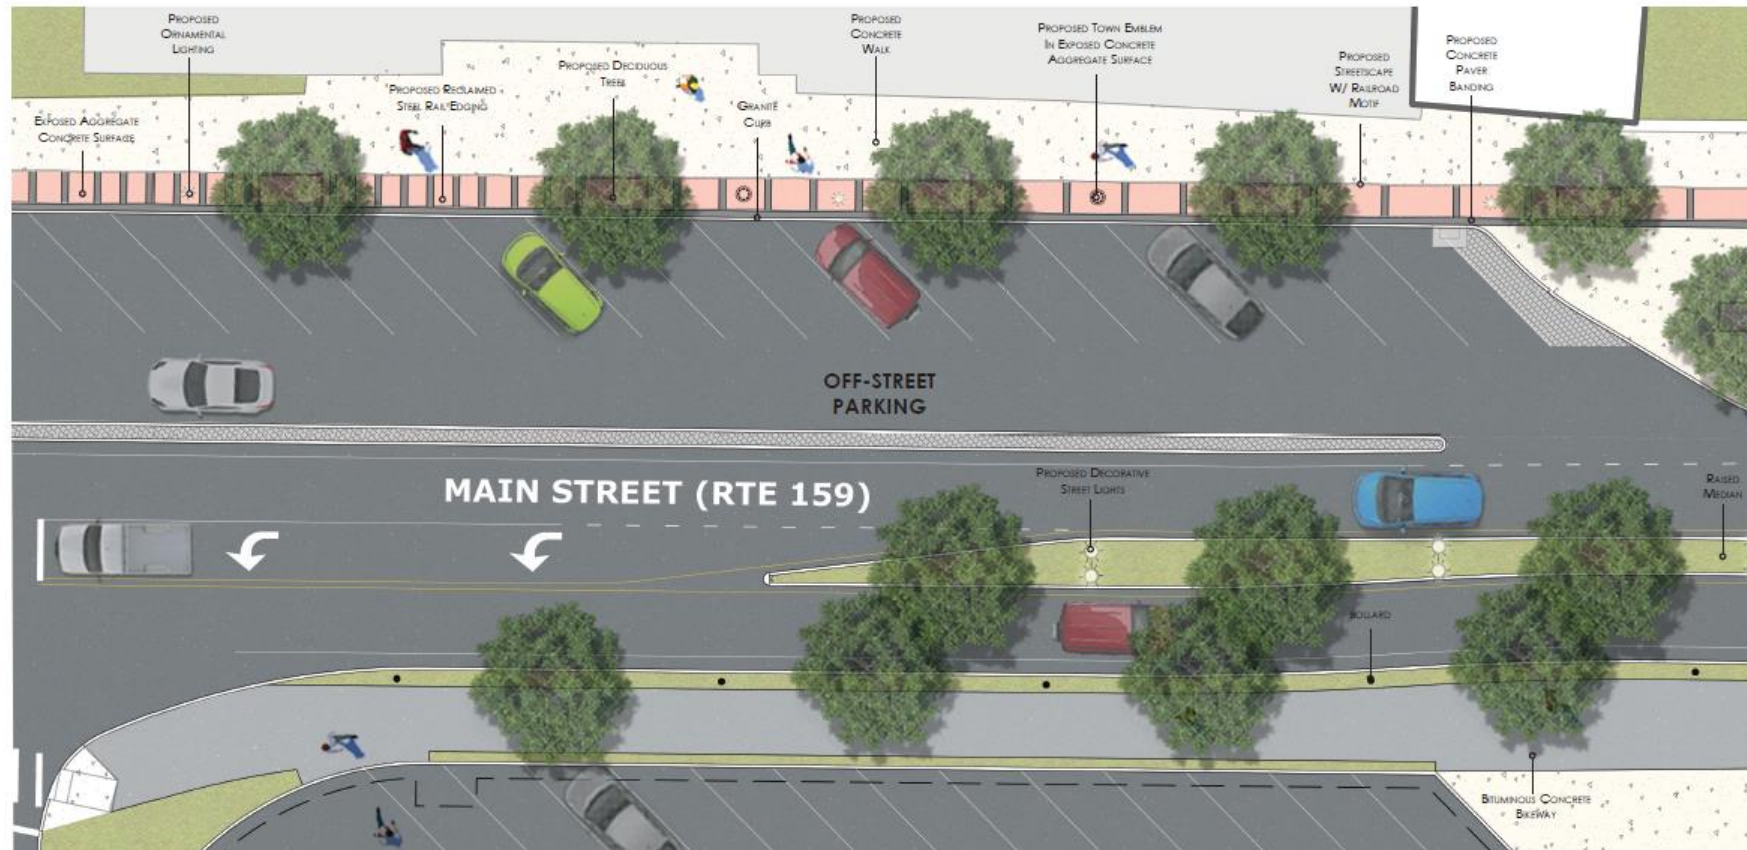 PROPOSED
ORNAMENTAL
LIGHTING
PROPOSED
CONCRETE
WALK
PROPOSED TOWN EMBLEM
IN EXPOSED CONCRETE
AGGREGATE SURFACE
PROPOSED
STREETSCAPE
W/ RAILROAD
MOTIF
PROPOSED
CONCRETE
PAVER
BANDING
PROPOSED DECIDUOUS
TREES
PROPOSED RECLAIMED
STEEL RAIL EDGING
GRANITE
CURB
EXPOSED AGGREGATE
CONCRETE SURFACE
OFF-STREET
PARKING
MAIN STREET (RTE 159)
PROPOSED DECORATIVE
STREET LIGHTS
RAISED
MEDIAN
BOLLARD
BITUMINOUS CONCRETE
BIKEWAY